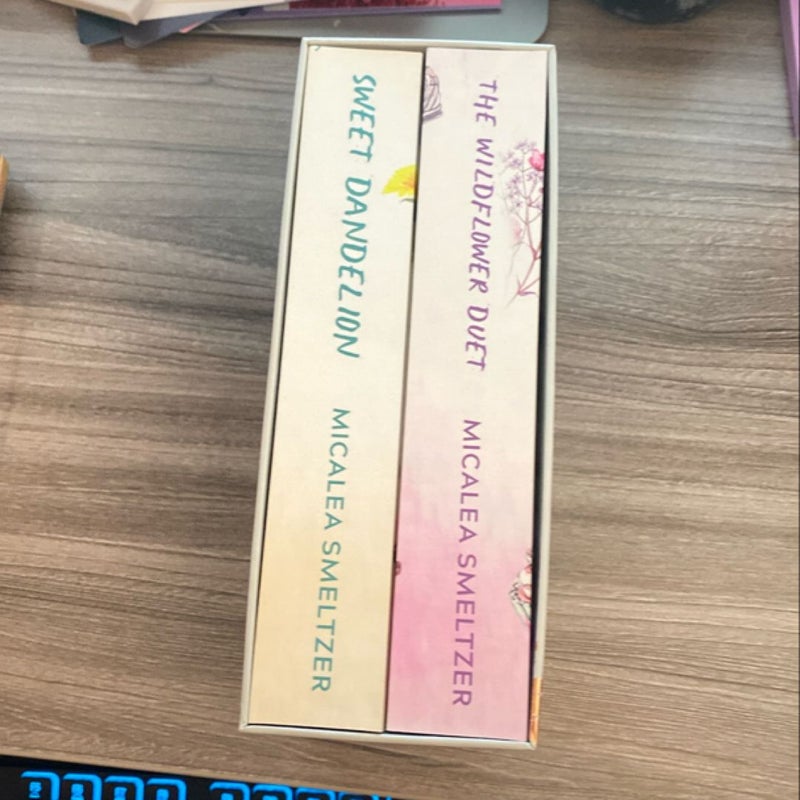 SWEET DANDELION
MICALEA SMELTZER
THE WILDFLOWER DUET
MICALEA SMELTZER